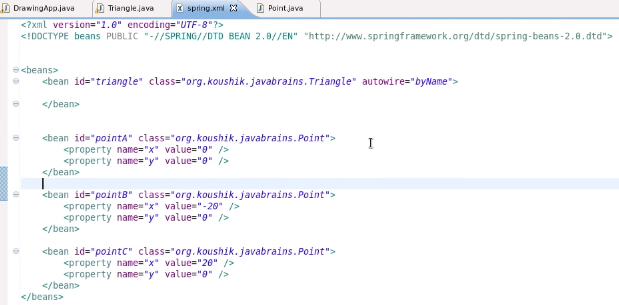 DrawingApp.java Triangle.java spring.xml Point.java
<?xml version="1.0" encoding="UTF-8"?>
<!DOCTYPE beans PUBLIC "-//SPRING//DTD BEAN 2.0//EN" "http://www.springframework.org/dtd/spring-beans-2.0.dtd">
<beans>
<bean id="triangle" class="org.koushik.javabrains.Triangle" autowire="byName">
</bean>
<bean id="pointA" class="org.koushik.javabrains.Point">
<property name="x" value="0" />
<property name="y" value="0" />
</bean>
<bean id="pointB" class="org.koushik.javabrains.Point">
<property name="x" value="-20" />
<property name="y" value="0" />
</bean>
<bean id="pointC" class="org.koushik.javabrains.Point">
<property name="x" value="20" />
<property name="y" value="0" />
</bean>
</beans>